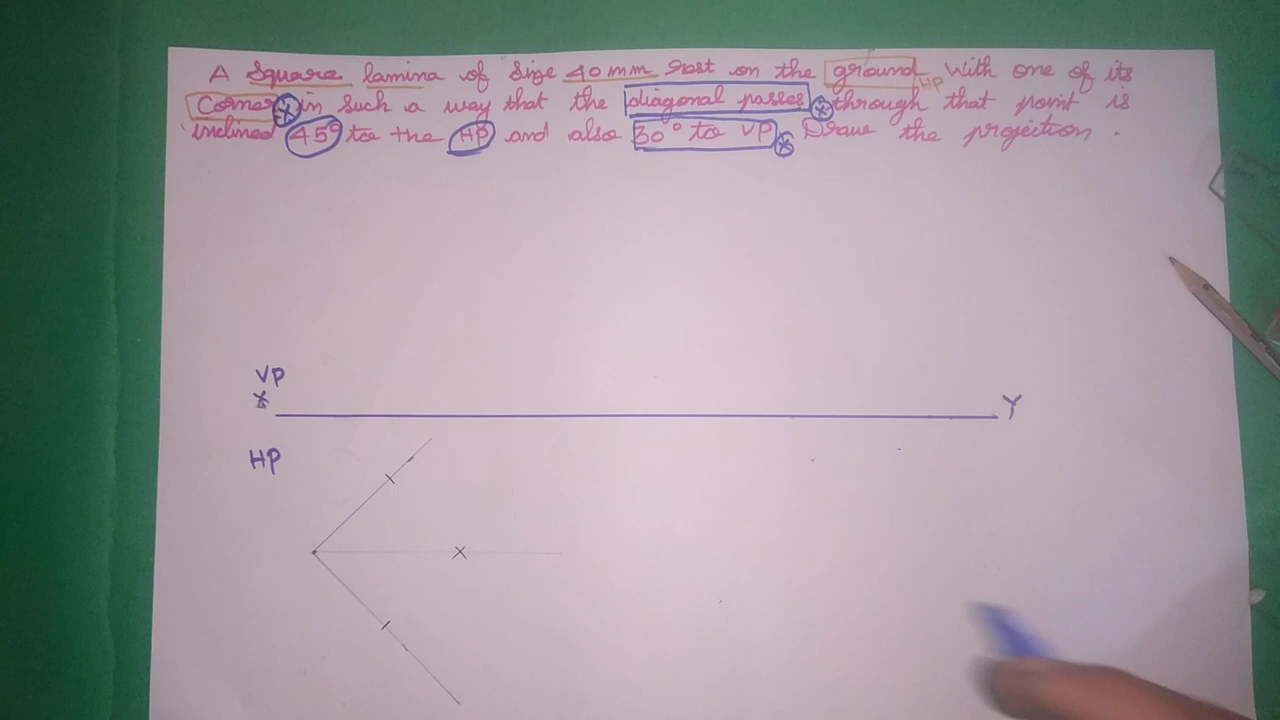 A Square lamina of size 40 mm rest on the ground HP With one of its
Corner in such a way that the diagonal passes through that point is
inclined 45° to the HP and also 30° to VP. Draw the projection.
VP
X
Y
HP